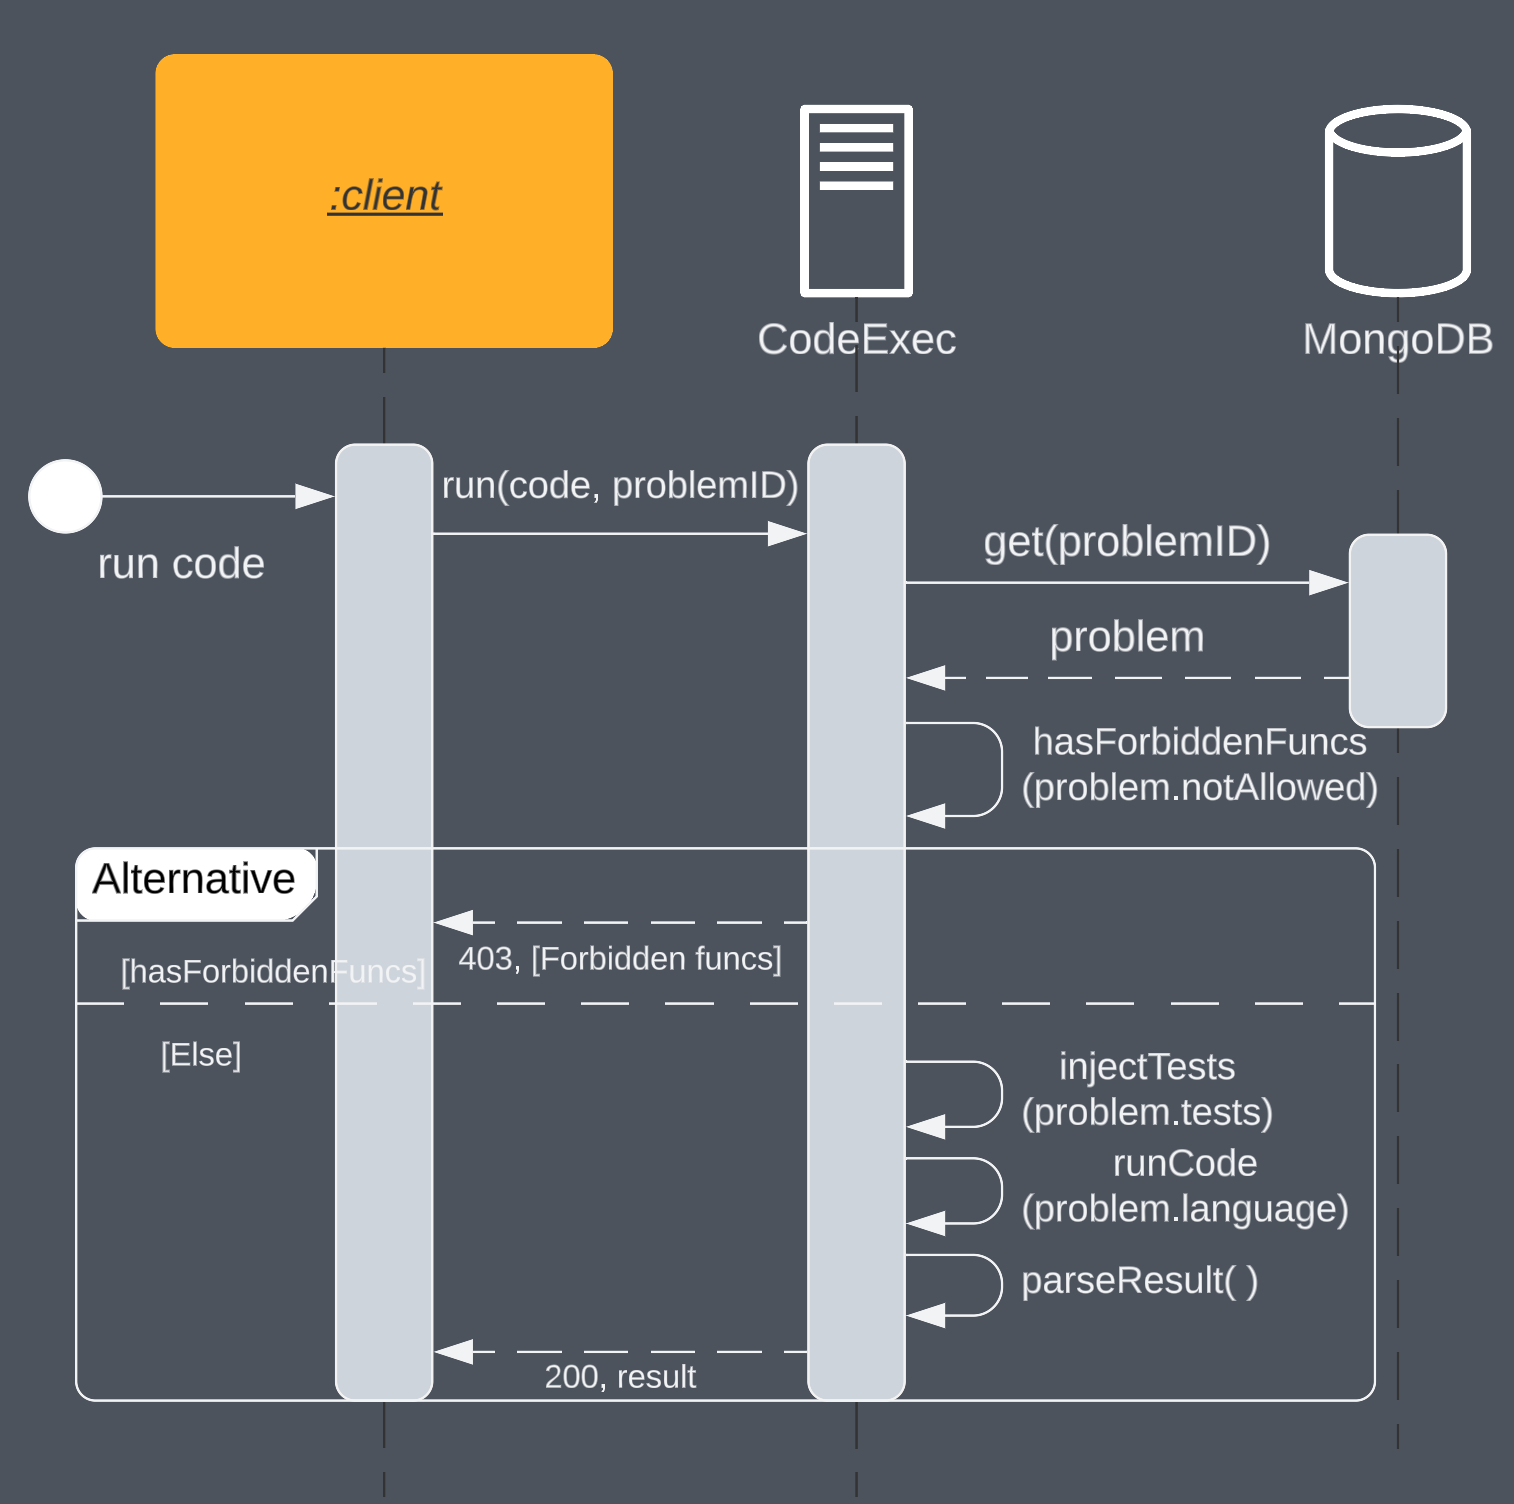 :client
CodeExec
MongoDB
run code
run(code, problemID)
get(problemID)
problem
hasForbiddenFuncs
(problem.notAllowed)
Alternative
[hasForbiddenFuncs]
403, [Forbidden funcs]
[Else]
injectTests
(problem.tests)
runCode
(problem.language)
parseResult( )
200, result